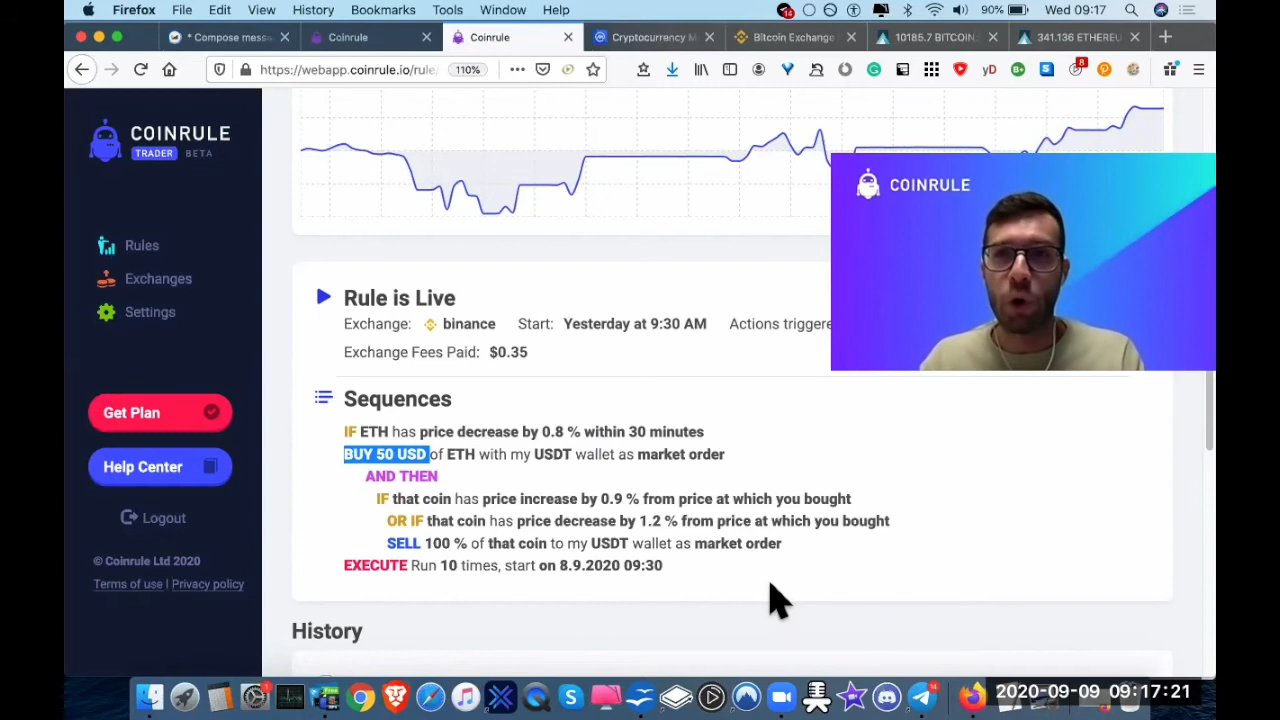 Firefox File Edit View History Bookmarks Tools Window Help 14 90% Wed 09:17
* Compose mess Coinrule Coinrule Cryptocurrency M Bitcoin Exchange 10185.7 BITCOIN 341.136 ETHEREU
https://webapp.coinrule.io/rule/ 110% yD 8
COINRULE
TRADER BETA
COINRULE
Rules
Exchanges
Settings
Get Plan
Help Center
Logout
© Coinrule Ltd 2020
Terms of use | Privacy policy
Rule is Live
Exchange: binance Start: Yesterday at 9:30 AM Actions triggere
Exchange Fees Paid: $0.35
Sequences
IF ETH has price decrease by 0.8 % within 30 minutes
BUY 50 USD of ETH with my USDT wallet as market order
AND THEN
IF that coin has price increase by 0.9 % from price at which you bought
OR IF that coin has price decrease by 1.2 % from price at which you bought
SELL 100 % of that coin to my USDT wallet as market order
EXECUTE Run 10 times, start on 8.9.2020 09:30
History
2020-09-09 09:17:21